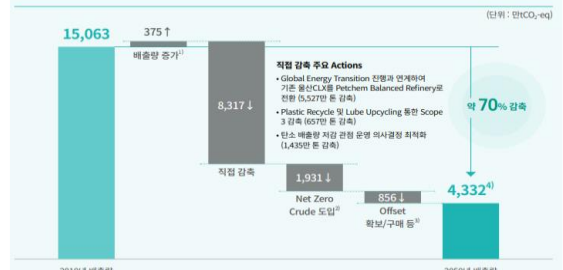 (단위 : 만tCO₂-eq)
15,063
375↑
배출량 증가¹⁾
8,317↓
직접 감축
직접 감축 주요 Actions
• Global Energy Transition 진행과 연계하여
기존 울산CLX를 Petchem Balanced Refinery로
전환 (5,527만 톤 감축)
• Plastic Recycle 및 Lube Upcycling 통한 Scope
3 감축 (657만 톤 감축)
• 탄소 배출량 저감 관점 운영 의사결정 최적화
(1,435만 톤 감축)
약 70% 감축
1,931↓
Net Zero
Crude 도입²⁾
856↓
Offset
확보/구매 등³⁾
4,332⁴⁾